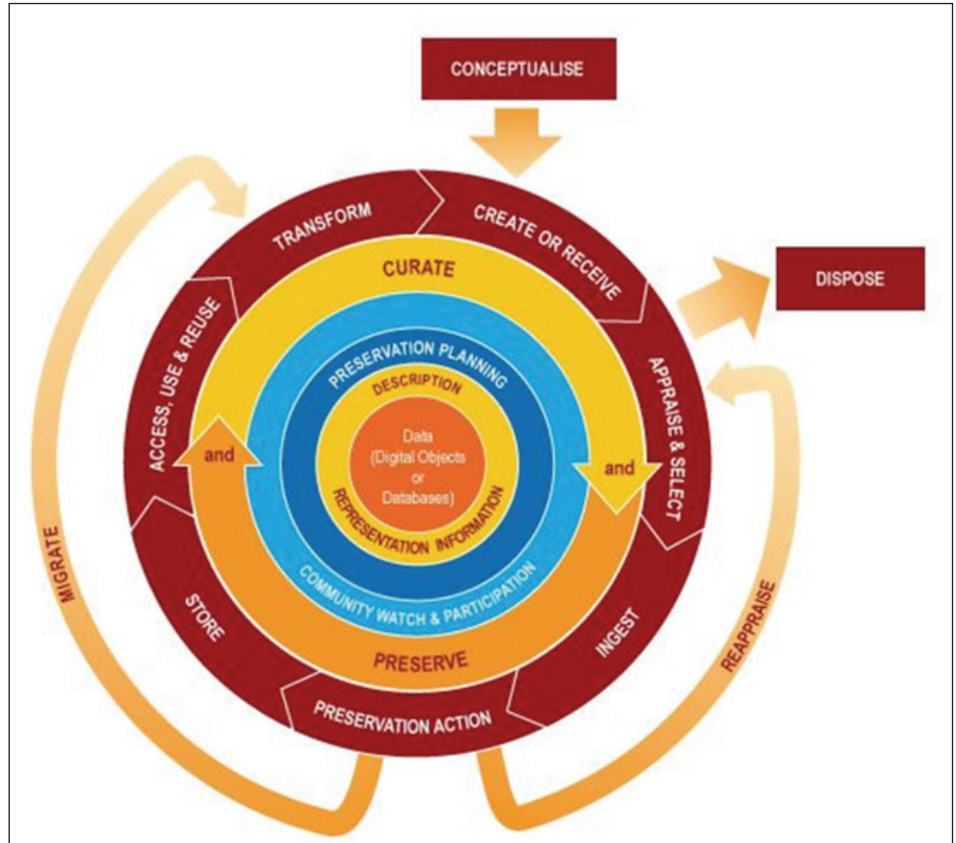 CONCEPTUALISE
DISPOSE
TRANSFORM
CREATE OR RECEIVE
APPRAISE & SELECT
INGEST
PRESERVATION ACTION
STORE
ACCESS, USE & REUSE
CURATE
and
PRESERVE
and
PRESERVATION PLANNING
COMMUNITY WATCH & PARTICIPATION
DESCRIPTION
REPRESENTATION INFORMATION
Data
(Digital Objects
or
Databases)
MIGRATE
REAPPRAISE